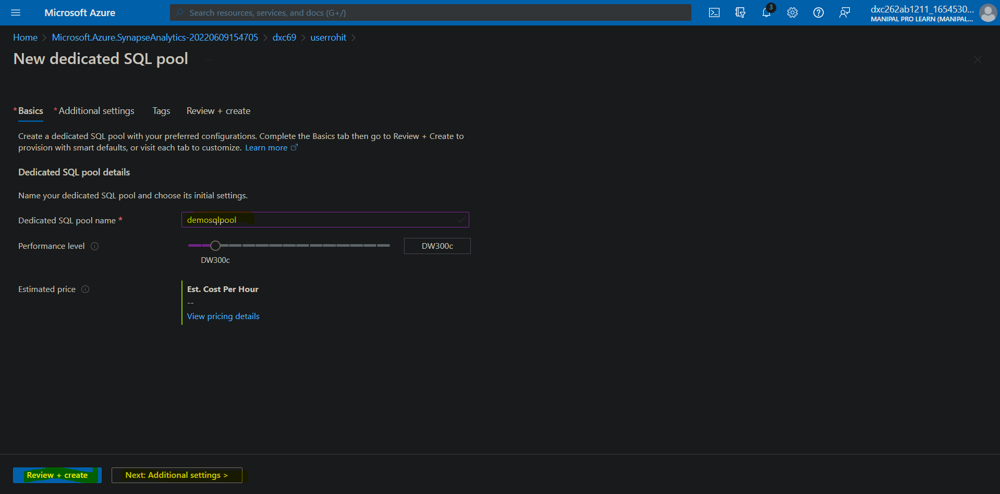 Microsoft Azure
Search resources, services, and docs (G+/)
3
dxc262ab1211_1654530...
MANIPAL PRO LEARN (MANIPAL...
Home > Microsoft.Azure.SynapseAnalytics-20220609154705 > dxc69 > userrohit >
New dedicated SQL pool ...
* Basics * Additional settings Tags Review + create
Create a dedicated SQL pool with your preferred configurations. Complete the Basics tab then go to Review + Create to
provision with smart defaults, or visit each tab to customize. Learn more
Dedicated SQL pool details
Name your dedicated SQL pool and choose its initial settings.
Dedicated SQL pool name * demosqlpool
Performance level DW300c
DW300c
Estimated price Est. Cost Per Hour
--
View pricing details
Review + create Next: Additional settings >